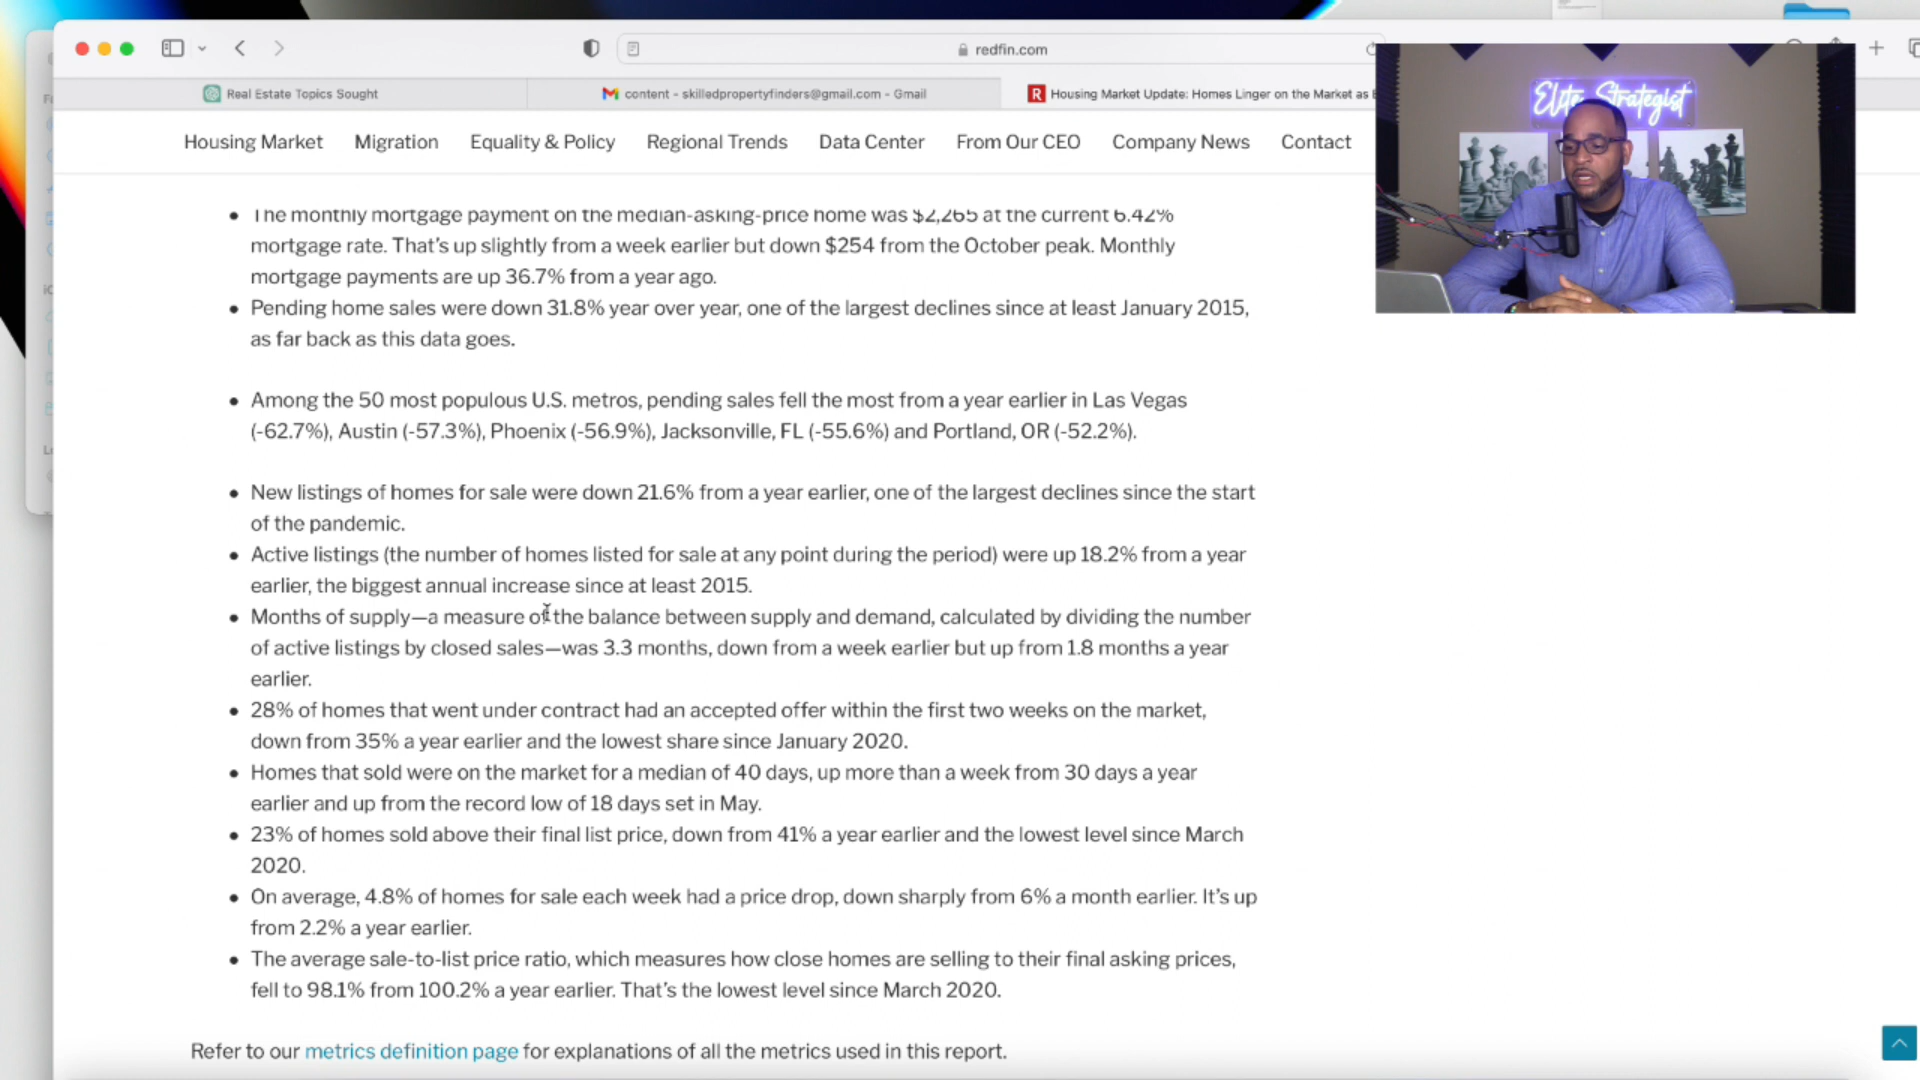 redfin.com
Real Estate Topics Sought
content - skilledpropertyfinders@gmail.com - Gmail
Housing Market Update: Homes Linger on the Market as
Elite Strategist
Housing Market Migration Equality & Policy Regional Trends Data Center From Our CEO Company News Contact
The monthly mortgage payment on the median-asking-price home was $2,265 at the current 6.42%
mortgage rate. That's up slightly from a week earlier but down $254 from the October peak. Monthly
mortgage payments are up 36.7% from a year ago.
Pending home sales were down 31.8% year over year, one of the largest declines since at least January 2015,
as far back as this data goes.
Among the 50 most populous U.S. metros, pending sales fell the most from a year earlier in Las Vegas
(-62.7%), Austin (-57.3%), Phoenix (-56.9%), Jacksonville, FL (-55.6%) and Portland, OR (-52.2%).
New listings of homes for sale were down 21.6% from a year earlier, one of the largest declines since the start
of the pandemic.
Active listings (the number of homes listed for sale at any point during the period) were up 18.2% from a year
earlier, the biggest annual increase since at least 2015.
Months of supply—a measure of the balance between supply and demand, calculated by dividing the number
of active listings by closed sales—was 3.3 months, down from a week earlier but up from 1.8 months a year
earlier.
28% of homes that went under contract had an accepted offer within the first two weeks on the market,
down from 35% a year earlier and the lowest share since January 2020.
Homes that sold were on the market for a median of 40 days, up more than a week from 30 days a year
earlier and up from the record low of 18 days set in May.
23% of homes sold above their final list price, down from 41% a year earlier and the lowest level since March
2020.
On average, 4.8% of homes for sale each week had a price drop, down sharply from 6% a month earlier. It's up
from 2.2% a year earlier.
The average sale-to-list price ratio, which measures how close homes are selling to their final asking prices,
fell to 98.1% from 100.2% a year earlier. That's the lowest level since March 2020.
Refer to our metrics definition page for explanations of all the metrics used in this report.